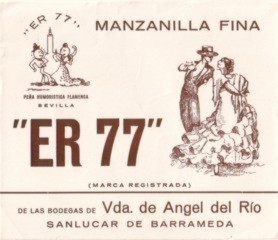 "ER 77"
MANZANILLA FINA
PEÑA HUMORISTICA FLAMENCA
SEVILLA
"ER 77"
(MARCA REGISTRADA)
DE LAS BODEGAS DE Vda. de Angel del Río
SANLUCAR DE BARRAMEDA